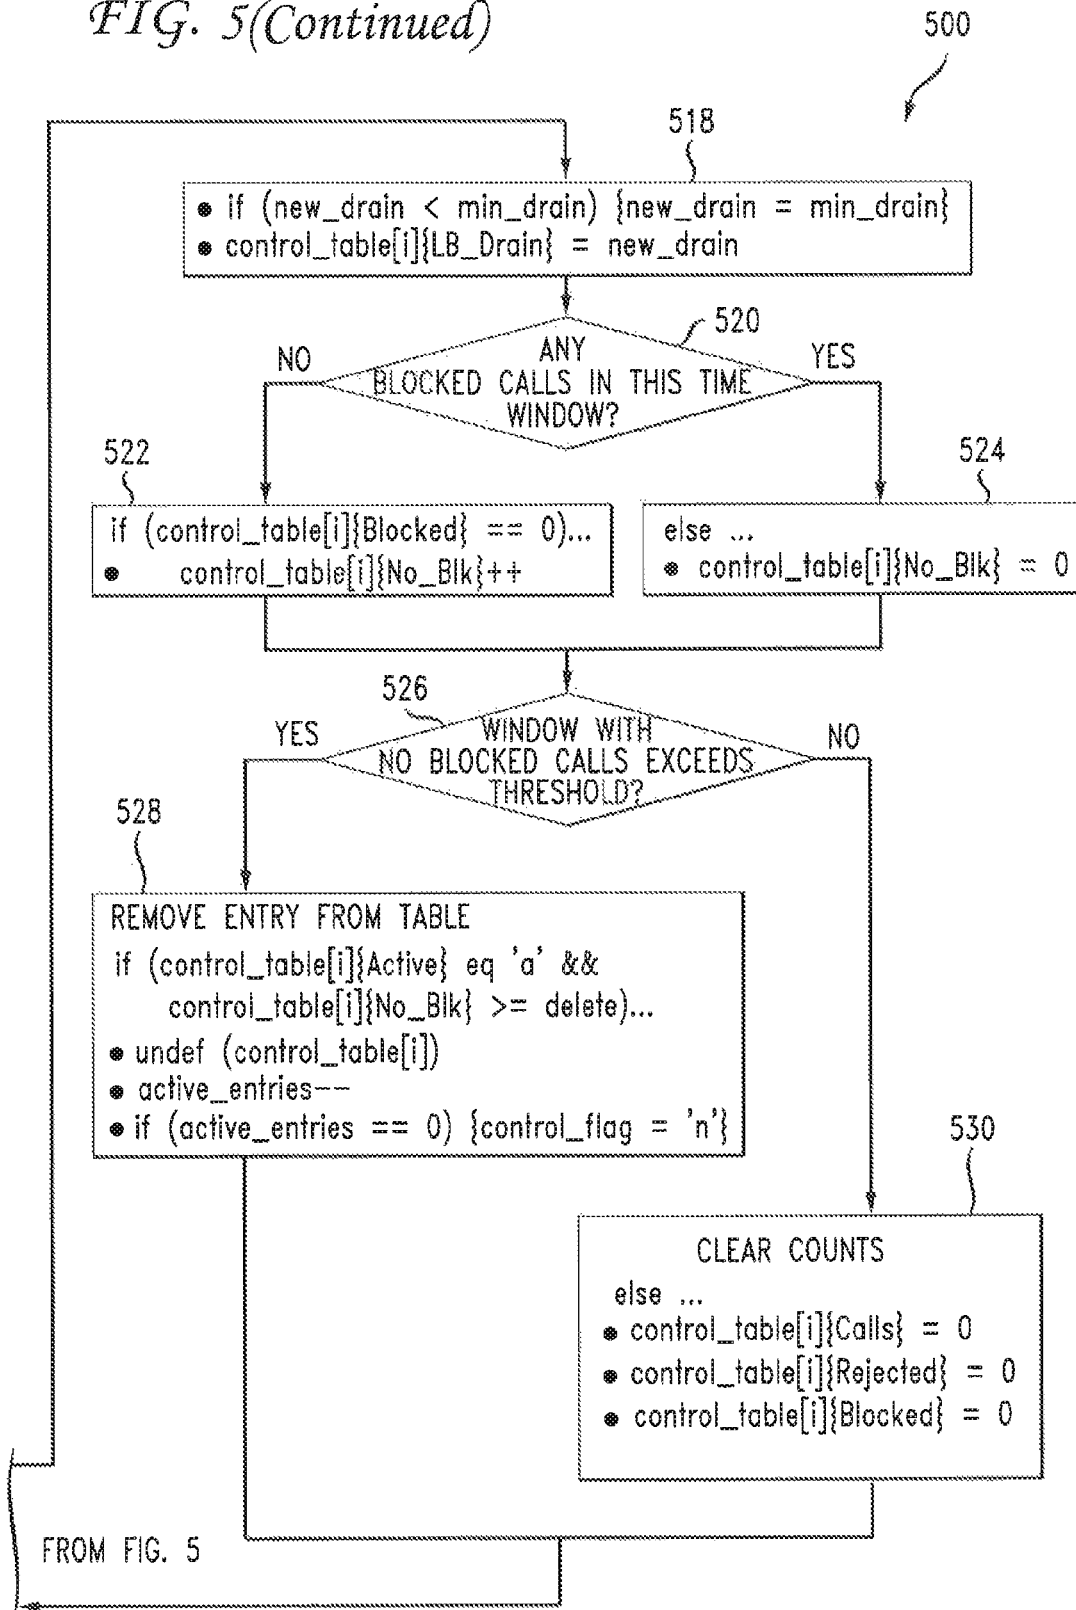 FIG. 5(Continued)
500
518
• if (new_drain < min_drain) {new_drain = min_drain}
• control_table[i]{LB_Drain} = new_drain
520
NO
ANY
BLOCKED CALLS IN THIS TIME
WINDOW?
YES
522
if (control_table[i]{Blocked} == 0)...
• control_table[i]{No_Blk}++
524
else ...
• control_table[i]{No_Blk} = 0
526
YES
WINDOW WITH
NO BLOCKED CALLS EXCEEDS
THRESHOLD?
NO
528
REMOVE ENTRY FROM TABLE
if (control_table[i]{Active} eq 'a' &&
control_table[i]{No_Blk} >= delete)...
• undef (control_table[i])
• active_entries--
• if (active_entries == 0) {control_flag = 'n'}
530
CLEAR COUNTS
else ...
• control_table[i]{Calls} = 0
• control_table[i]{Rejected} = 0
• control_table[i]{Blocked} = 0
FROM FIG. 5